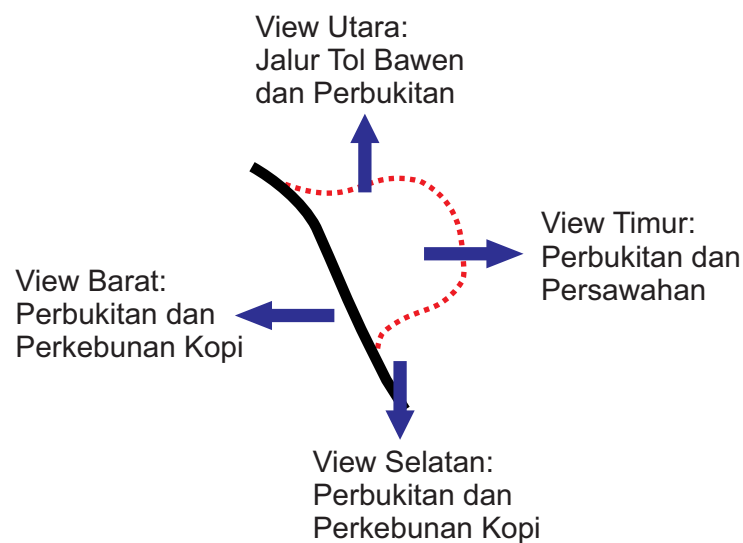 View Utara:
Jalur Tol Bawen
dan Perbukitan
View Timur:
Perbukitan dan
Persawahan
View Barat:
Perbukitan dan
Perkebunan Kopi
View Selatan:
Perbukitan dan
Perkebunan Kopi